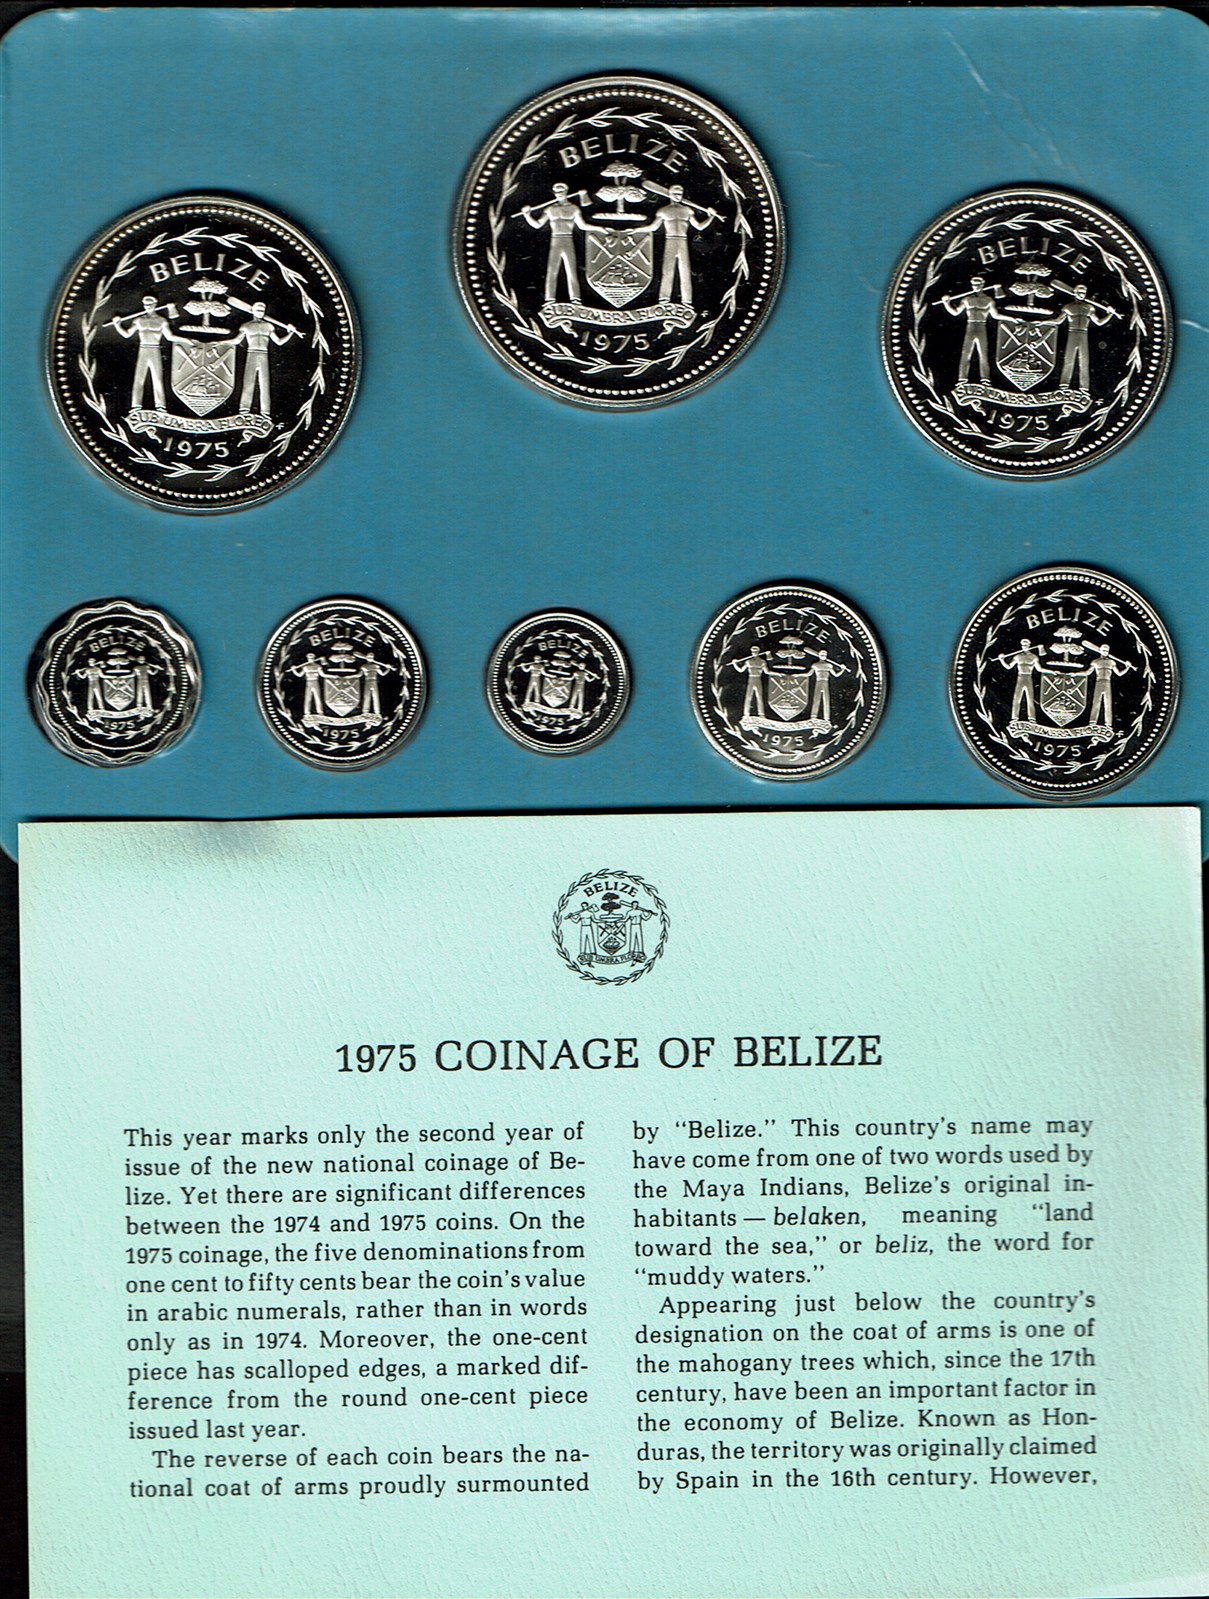 BELIZE
SUB UMBRA FLOREO
1975
BELIZE
SUB UMBRA FLOREO
1975
BELIZE
SUB UMBRA FLOREO
1975
BELIZE
1975
BELIZE
1975
BELIZE
1975
BELIZE
1975
BELIZE
SUB UMBRA FLOREO
1975
BELIZE
SUB UMBRA FLOREO
1975 COINAGE OF BELIZE
This year marks only the second year of
issue of the new national coinage of Be-
lize. Yet there are significant differences
between the 1974 and 1975 coins. On the
1975 coinage, the five denominations from
one cent to fifty cents bear the coin's value
in arabic numerals, rather than in words
only as in 1974. Moreover, the one-cent
piece has scalloped edges, a marked dif-
ference from the round one-cent piece
issued last year.
The reverse of each coin bears the na-
tional coat of arms proudly surmounted
by "Belize." This country's name may
have come from one of two words used by
the Maya Indians, Belize's original in-
habitants — belaken, meaning "land
toward the sea," or beliz, the word for
"muddy waters."
Appearing just below the country's
designation on the coat of arms is one of
the mahogany trees which, since the 17th
century, have been an important factor in
the economy of Belize. Known as Hon-
duras, the territory was originally claimed
by Spain in the 16th century. However,